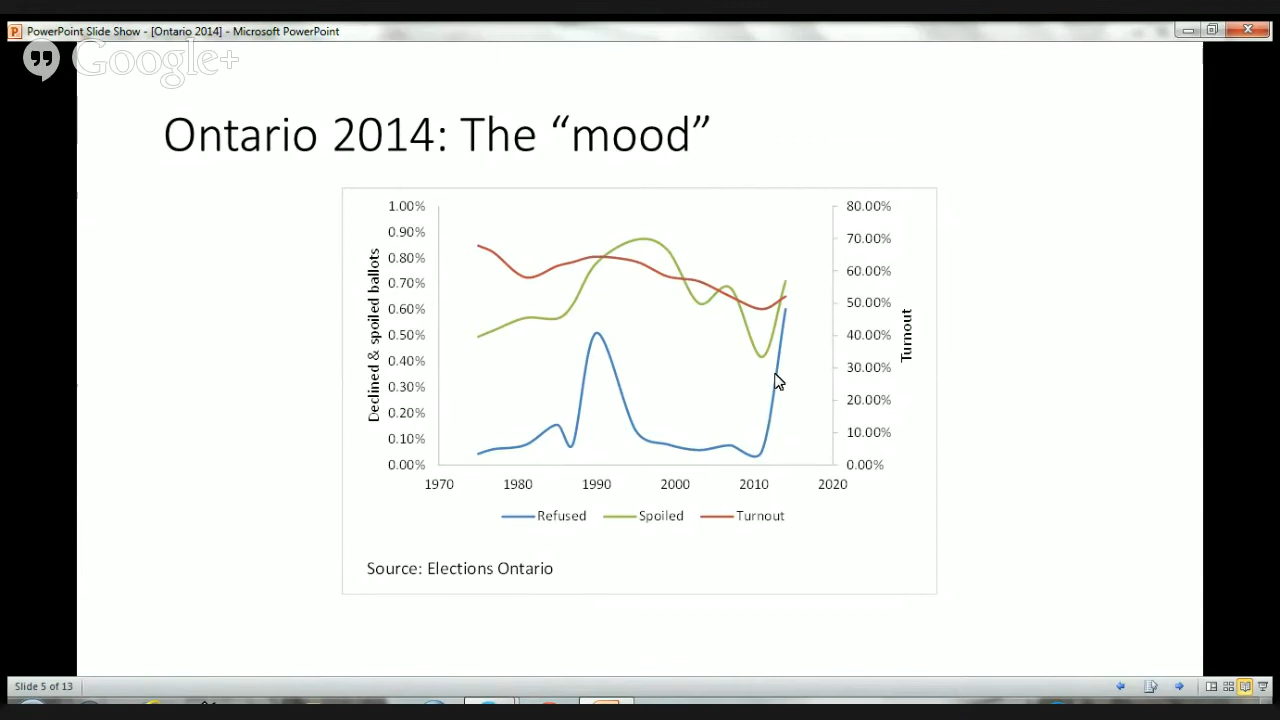 PowerPoint Slide Show - [Ontario 2014] - Microsoft PowerPoint
Google+
Ontario 2014: The “mood”
1.00%
0.90%
0.80%
0.70%
0.60%
0.50%
0.40%
0.30%
0.20%
0.10%
0.00%
Declined & spoiled ballots
80.00%
70.00%
60.00%
50.00%
40.00%
30.00%
20.00%
10.00%
0.00%
Turnout
1970 1980 1990 2000 2010 2020
Refused Spoiled Turnout
Source: Elections Ontario
Slide 5 of 13